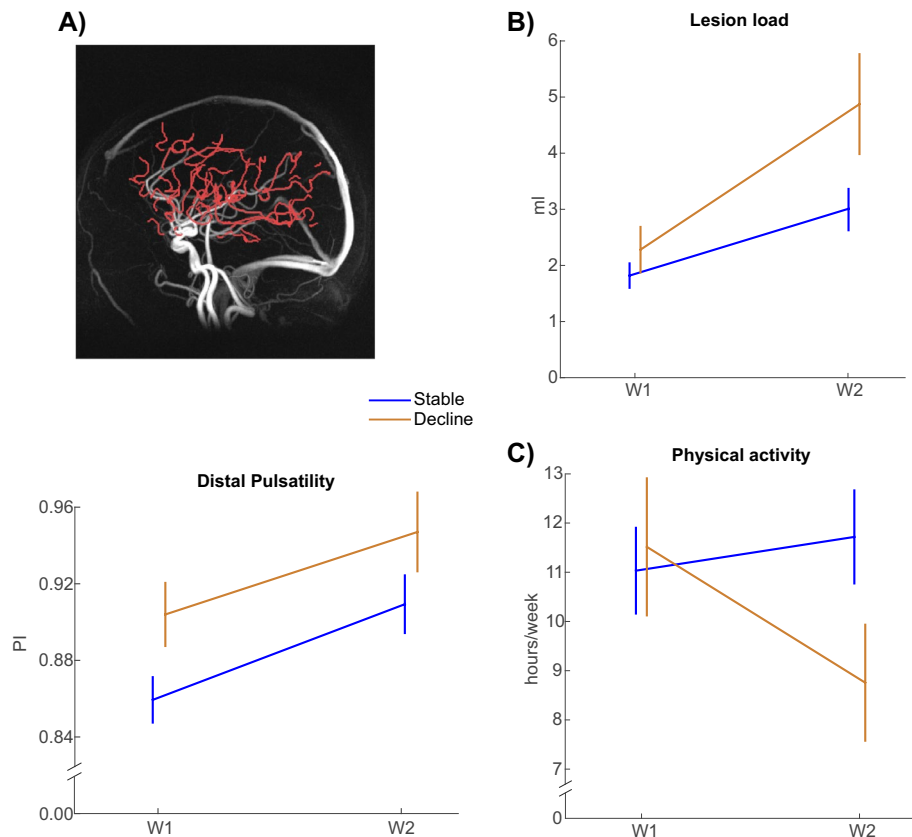 A)
B)
Lesion load
6
5
4
3
2
1
0
ml
W1
W2
Stable
Decline
Distal Pulsatility
0.96
0.92
0.88
0.84
0.00
PI
W1
W2
C)
Physical activity
13
12
11
10
9
8
7
0
hours/week
W1
W2